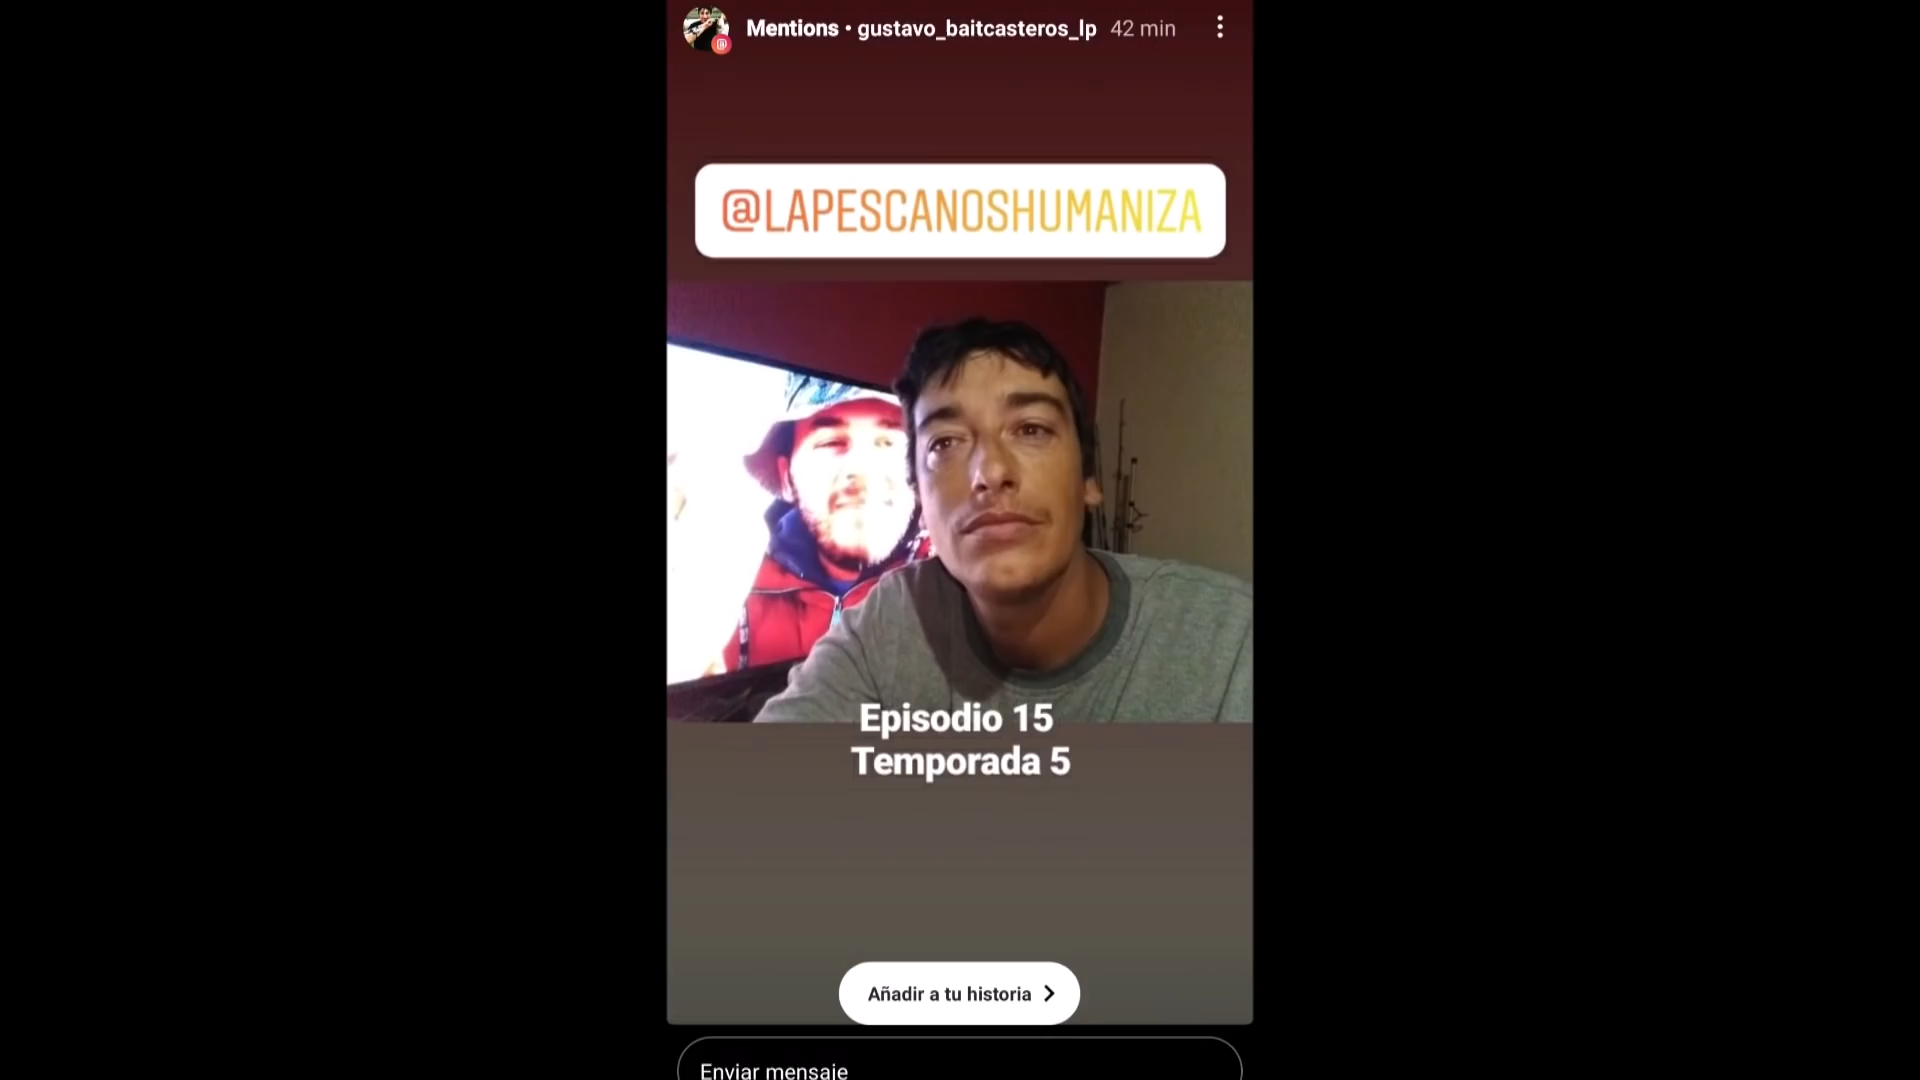 Mentions • gustavo_baitcasteros_lp 42 min
@LAPESCANOSHUMANIZA
Episodio 15
Temporada 5
Añadir a tu historia
Enviar mensaje